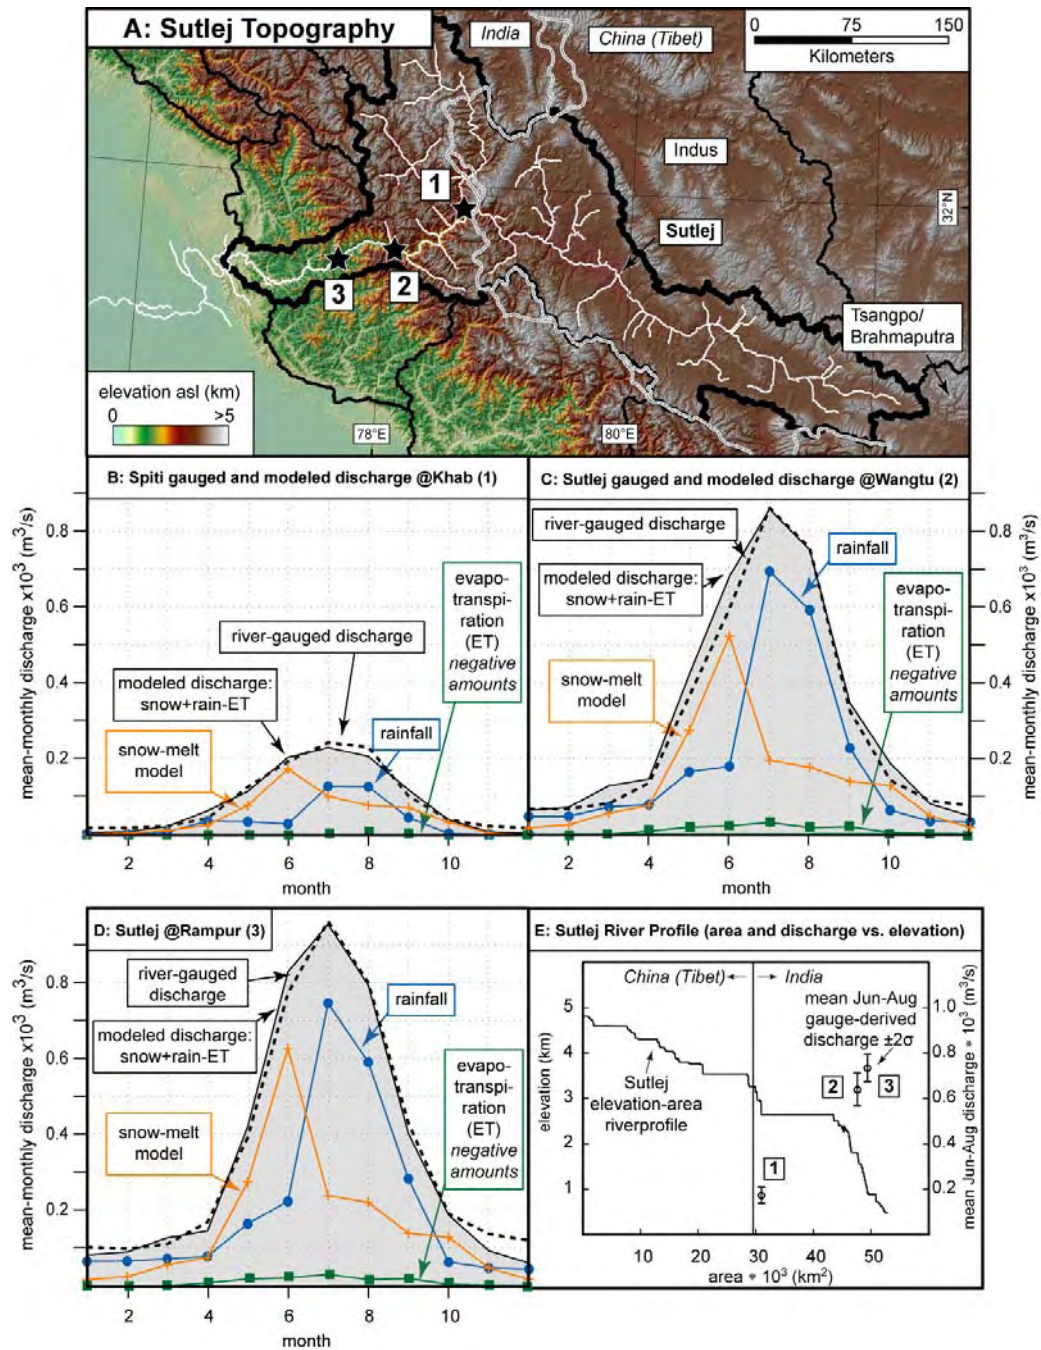 A: Sutlej Topography
India
China (Tibet)
0 75 150
Kilometers
Indus
1
32°N
Sutlej
3
2
Tsangpo/
Brahmaputra
elevation asl (km)
0 >5
78°E
80°E
B: Spiti gauged and modeled discharge @Khab (1)
mean-monthly discharge x10³ (m³/s)
0.8
0.6
0.4
0.2
evapo-
transpi-
ration
(ET)
negative
amounts
river-gauged discharge
modeled discharge:
snow+rain-ET
rainfall
snow-melt
model
2 4 6 8 10
month
C: Sutlej gauged and modeled discharge @Wangtu (2)
river-gauged discharge
rainfall
modeled discharge:
snow+rain-ET
evapo-
transpi-
ration
(ET)
negative
amounts
snow-melt
model
0.8
0.6
0.4
0.2
mean-monthly discharge x10³ (m³/s)
2 4 6 8 10
month
D: Sutlej @Rampur (3)
mean-monthly discharge x10³ (m³/s)
0.8
0.6
0.4
0.2
river-gauged
discharge
rainfall
modeled discharge:
snow+rain-ET
evapo-
transpi-
ration
(ET)
negative
amounts
snow-melt
model
2 4 6 8 10
month
E: Sutlej River Profile (area and discharge vs. elevation)
China (Tibet)
India
elevation (km)
5
4
3
2
1
mean Jun-Aug
gauge-derived
discharge ±2σ
Sutlej
elevation-area
riverprofile
2
3
1
1.0
0.8
0.6
0.4
0.2
mean Jun-Aug discharge * 10³ (m³/s)
10 20 30 40 50
area * 10³ (km²)